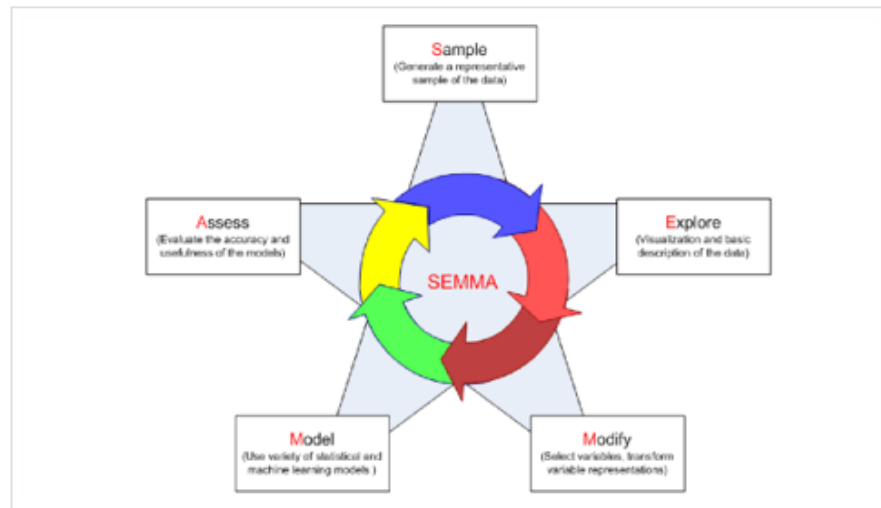 Sample
(Generate a representative
sample of the data)
Assess
(Evaluate the accuracy and
usefulness of the models)
Explore
(Visualization and basic
description of the data)
SEMMA
Model
(Use variety of statistical and
machine learning models )
Modify
(Select variables, transform
variable representations)